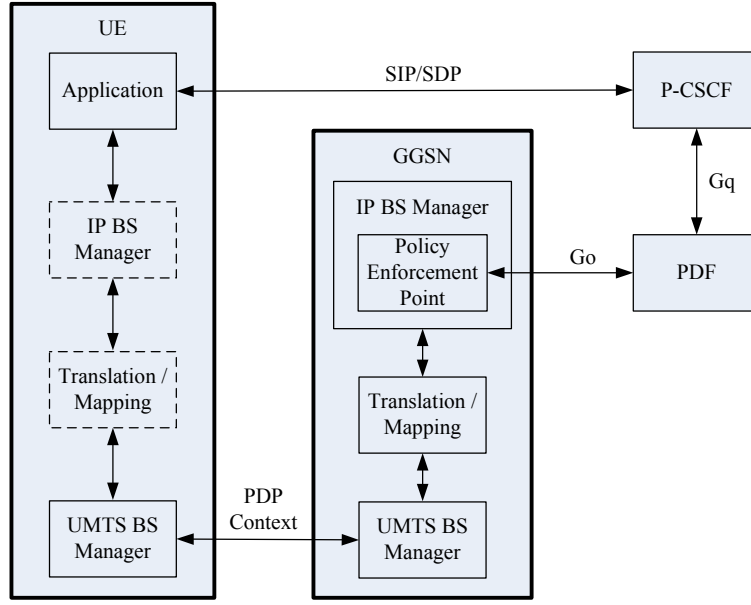 UE
Application
SIP/SDP
P-CSCF
GGSN
Gq
IP BS
Manager
IP BS Manager
Policy
Enforcement
Point
Go
PDF
Translation /
Mapping
Translation /
Mapping
PDP
Context
UMTS BS
Manager
UMTS BS
Manager